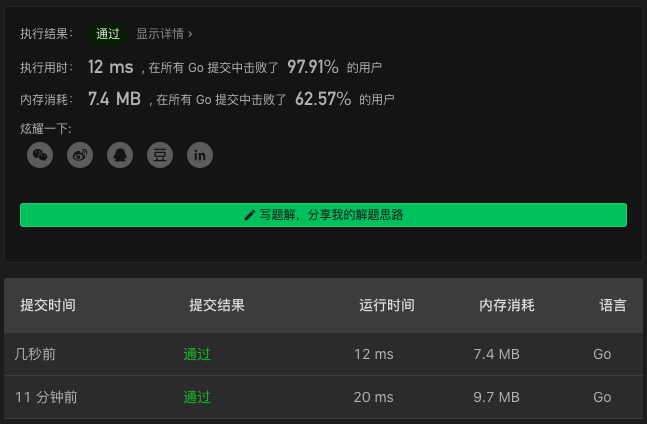 执行结果： 通过 显示详情 >
执行用时： 12 ms , 在所有 Go 提交中击败了 97.91% 的用户
内存消耗： 7.4 MB , 在所有 Go 提交中击败了 62.57% 的用户
炫耀一下:
豆 in
写题解，分享我的解题思路
提交时间 提交结果 运行时间 内存消耗 语言
几秒前 通过 12 ms 7.4 MB Go
11 分钟前 通过 20 ms 9.7 MB Go